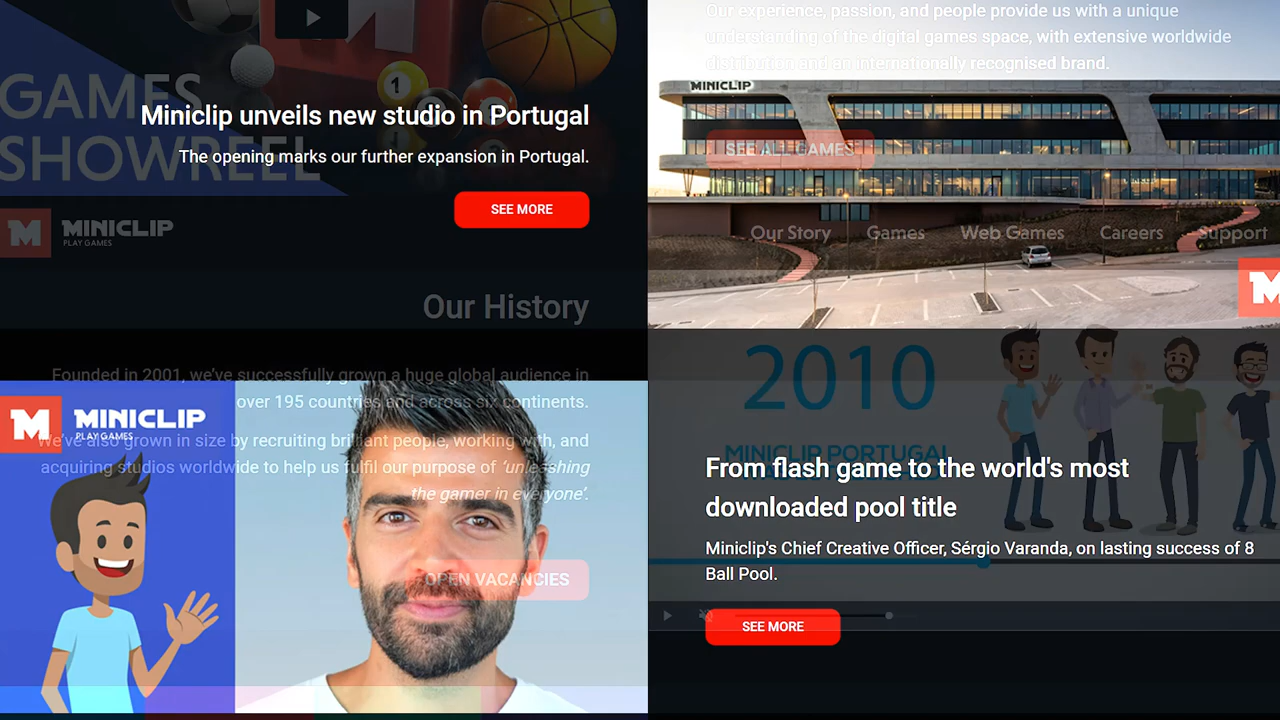 GAMES
SHOWREEL
Miniclip unveils new studio in Portugal
The opening marks our further expansion in Portugal.
SEE MORE
M MINICLIP
PLAY GAMES
Our History
Founded in 2001, we've successfully grown a huge global audience in
over 195 countries and across six continents.
We've also grown in size by recruiting brilliant people, working with, and
acquiring studios worldwide to help us fulfil our purpose of 'unleashing
the gamer in everyone'.
OPEN VACANCIES
M MINICLIP
PLAY GAMES
Our experience, passion, and people provide us with a unique
understanding of the digital games space, with extensive worldwide
distribution and an internationally recognised brand.
MINICLIP
SEE ALL GAMES
Our Story Games Web Games Careers Support
M
2010
MINICLIP PORTUGAL
From flash game to the world's most
downloaded pool title
Miniclip's Chief Creative Officer, Sérgio Varanda, on lasting success of 8
Ball Pool.
SEE MORE